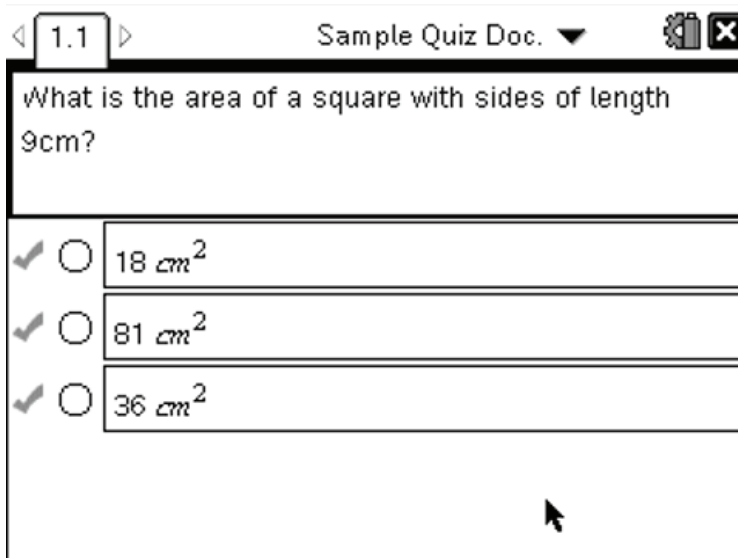 1.1 Sample Quiz Doc.
What is the area of a square with sides of length
9cm?
18 cm²
81 cm²
36 cm²